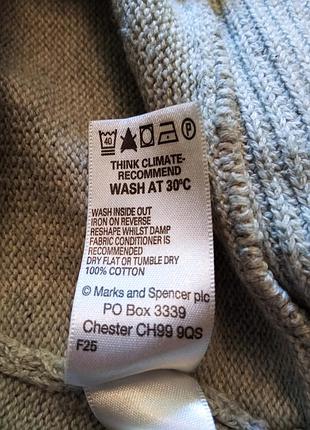 40 P
THINK CLIMATE-
RECOMMEND
WASH AT 30°C
WASH INSIDE OUT
IRON ON REVERSE
RESHAPE WHILST DAMP
FABRIC CONDITIONER IS
RECOMMENDED
DRY FLAT OR TUMBLE DRY
100% COTTON
© Marks and Spencer plc
PO Box 3339
Chester CH99 9QS
F25